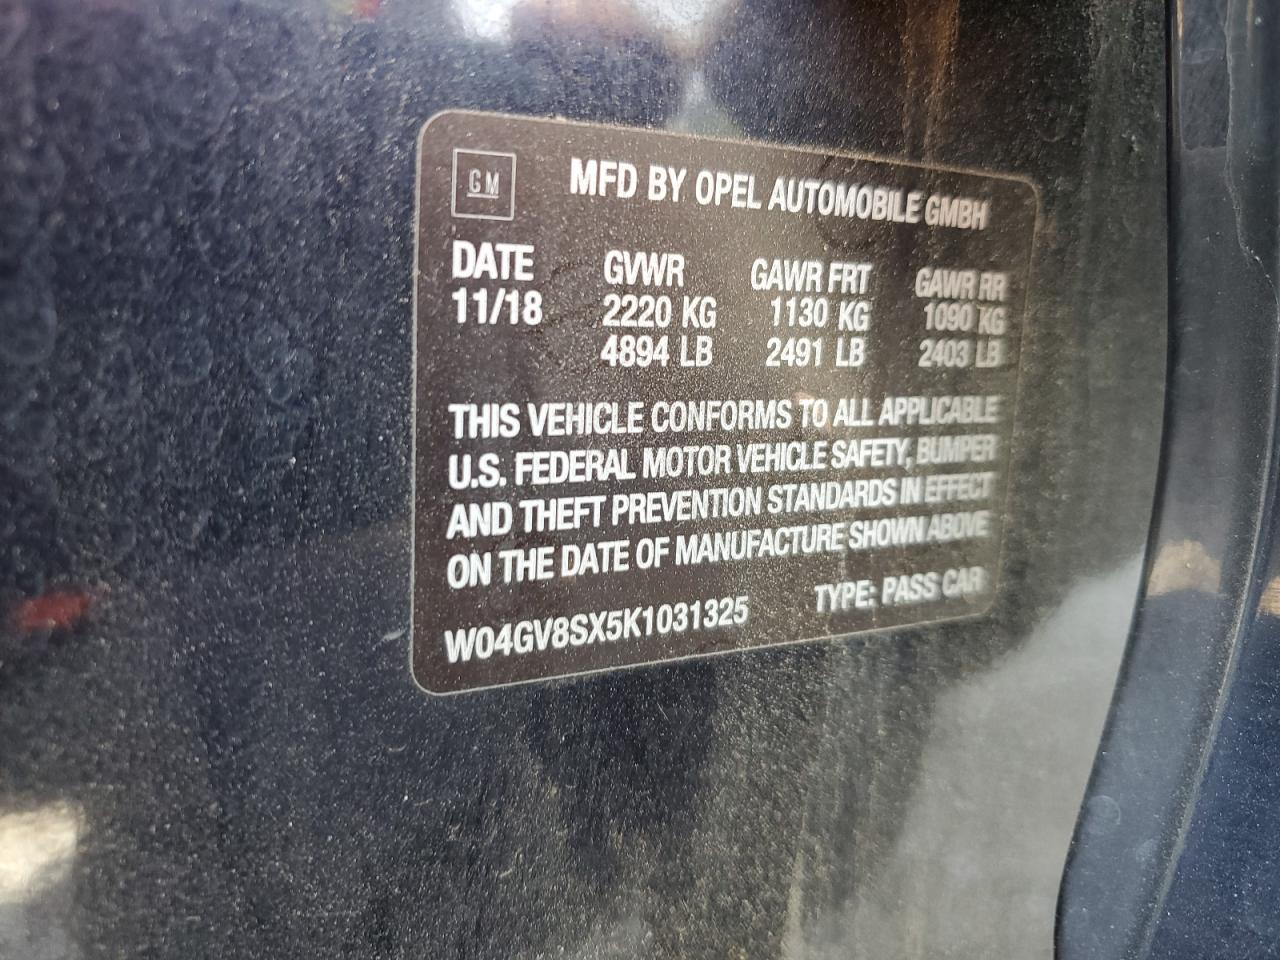 GM
MFD BY OPEL AUTOMOBILE GMBH
DATE GVWR GAWR FRT GAWR RR
11/18 2220 KG 1130 KG 1090 KG
4894 LB 2491 LB 2403 LB
THIS VEHICLE CONFORMS TO ALL APPLICABLE
U.S. FEDERAL MOTOR VEHICLE SAFETY, BUMPER
AND THEFT PREVENTION STANDARDS IN EFFECT
ON THE DATE OF MANUFACTURE SHOWN ABOVE
W04GV8SX5K1031325 TYPE: PASS CAR